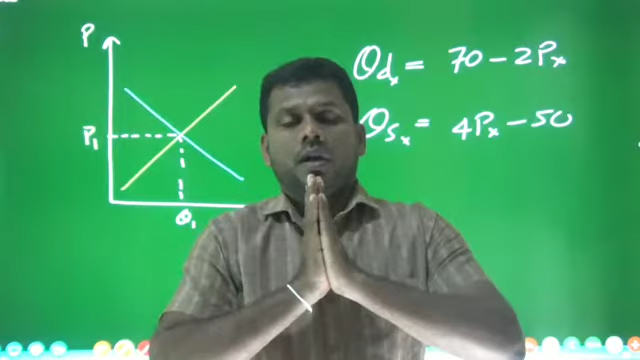 P
Qdx = 70 - 2Px
P1
Qsx = 4Px - 50
Q1